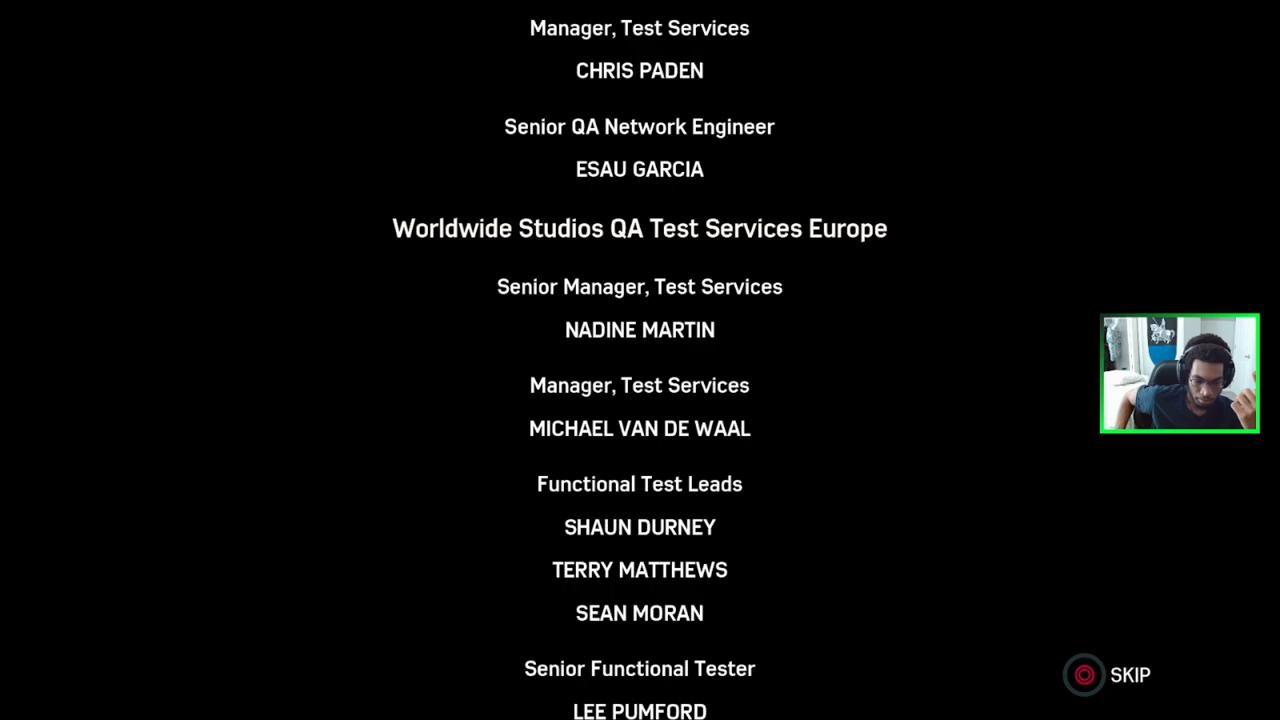 Manager, Test Services
CHRIS PADEN
Senior QA Network Engineer
ESAU GARCIA
Worldwide Studios QA Test Services Europe
Senior Manager, Test Services
NADINE MARTIN
Manager, Test Services
MICHAEL VAN DE WAAL
Functional Test Leads
SHAUN DURNEY
TERRY MATTHEWS
SEAN MORAN
Senior Functional Tester
SKIP
LEE PUMFORD